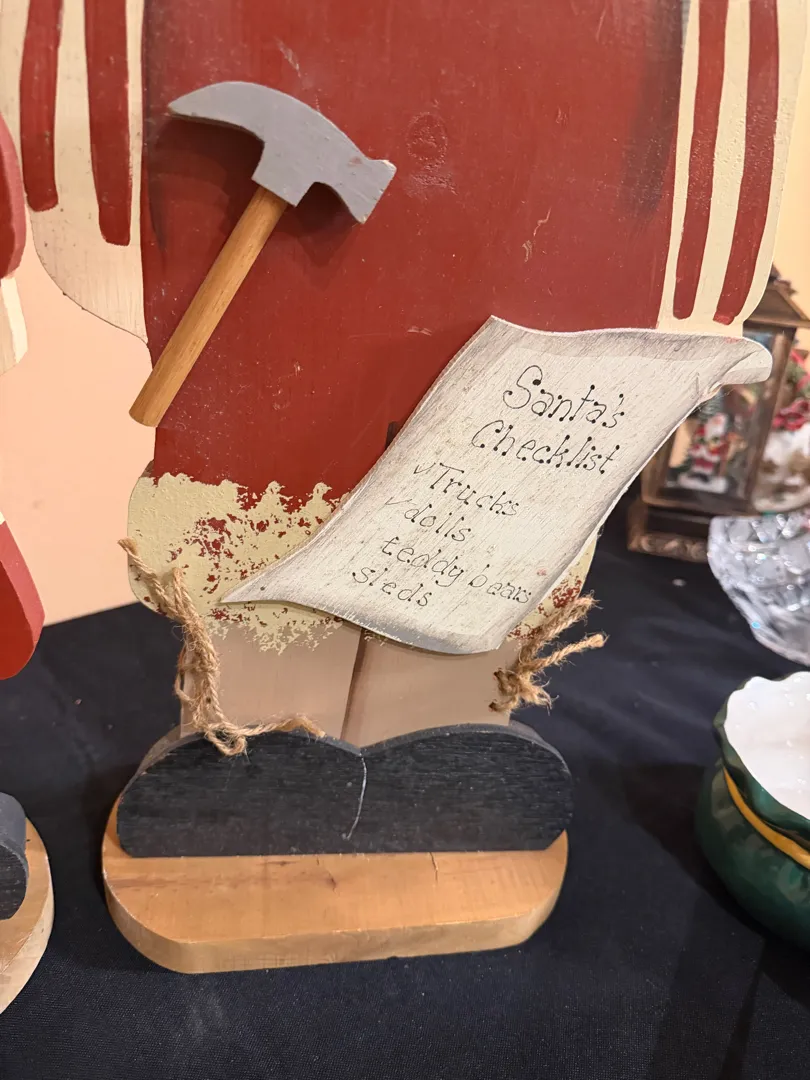 Santa's
Checklist
✓Trucks
✓dolls
teddy bears
sleds